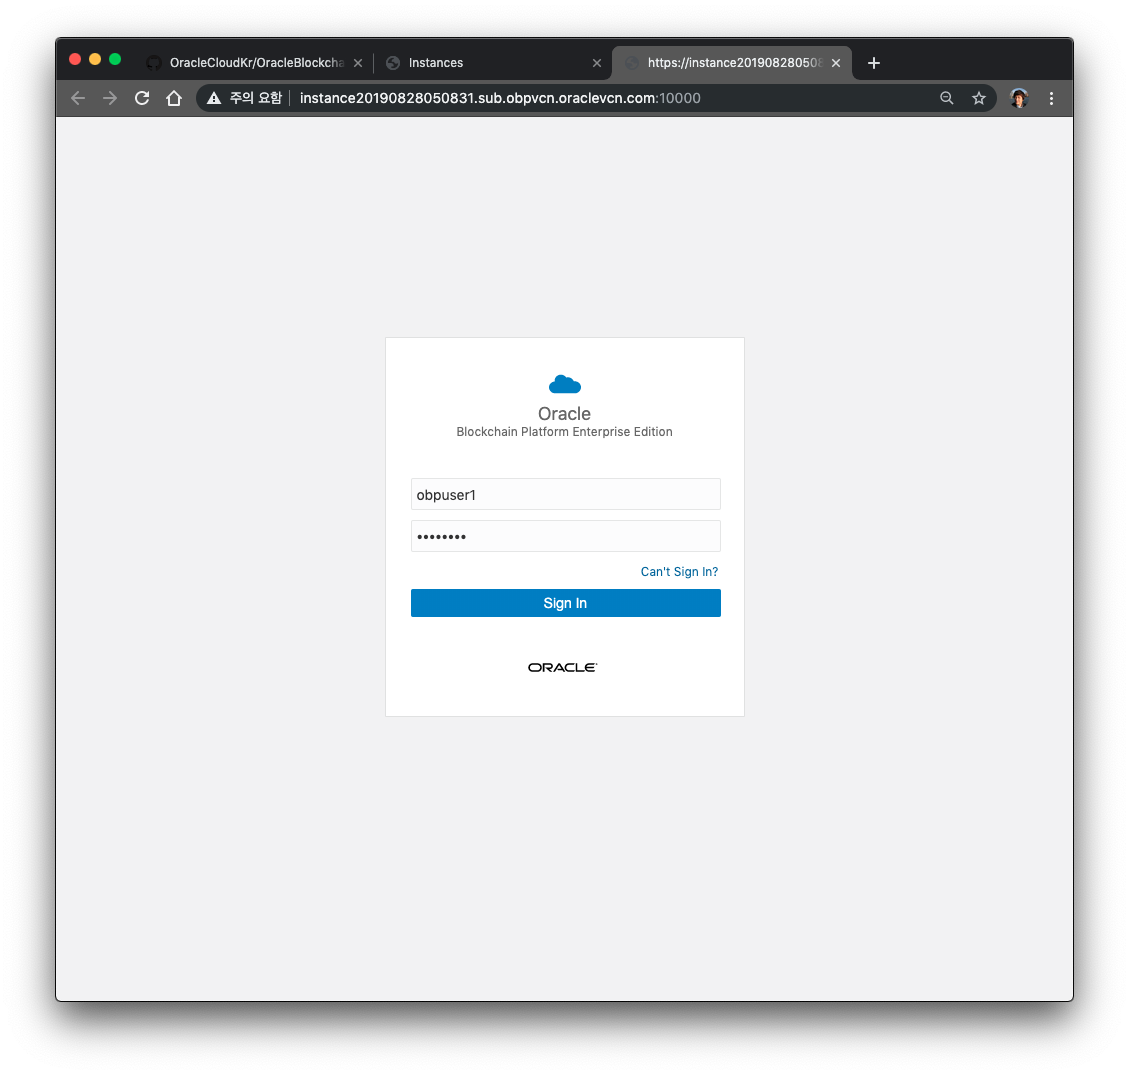 OracleCloudKr/OracleBlockcha
Instances
https://instance201908280508
주의 요함
instance20190828050831.sub.obpvcn.oraclevcn.com:10000
Oracle
Blockchain Platform Enterprise Edition
obpuser1
••••••••
Can't Sign In?
Sign In
ORACLE